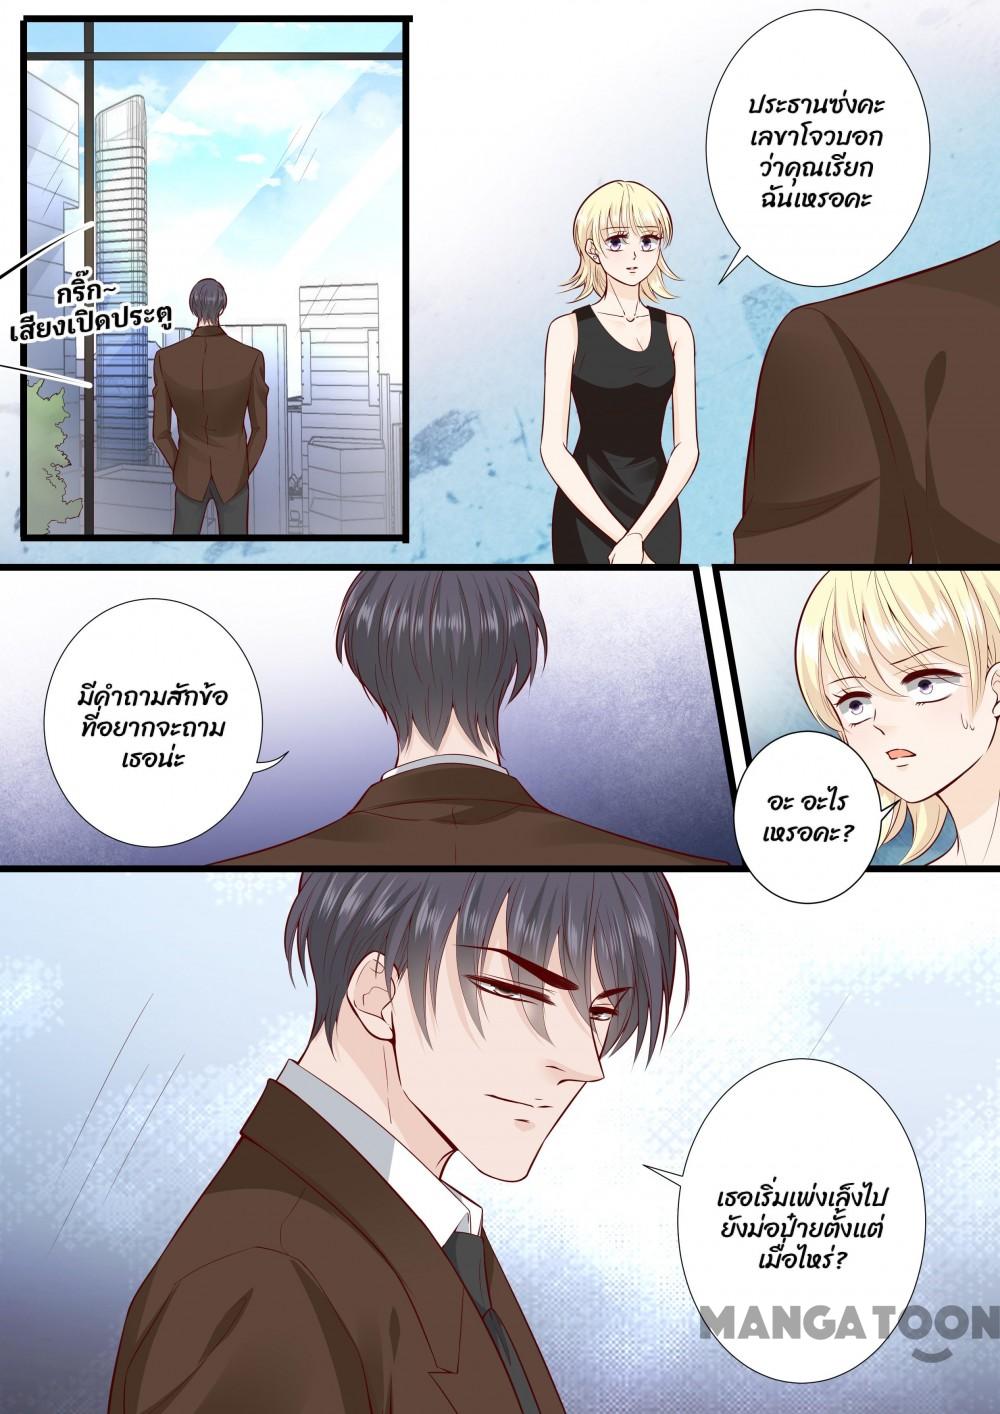 กริ๊ก~
เสียงเปิดประตู
ประธานซ่งคะ
เลขาโจวบอก
ว่าคุณเรียก
ฉันเหรอคะ
มีคำถามสักข้อ
ที่อยากจะถาม
เธอน่ะ
อะ อะไร
เหรอคะ?
เธอเริ่มเพ่งเล็งไป
ยังม่อป๋ายตั้งแต่
เมื่อไหร่?
MANGATOON